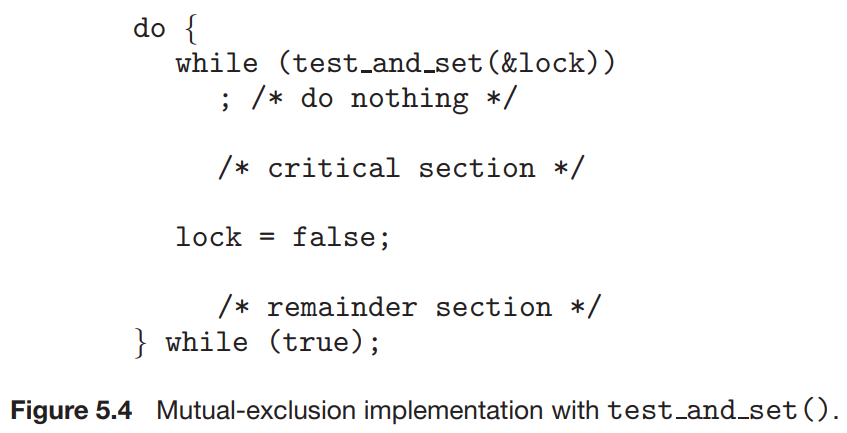 do {
while (test_and_set(&lock))
; /* do nothing */
/* critical section */
lock = false;
/* remainder section */
} while (true);
Figure 5.4 Mutual-exclusion implementation with test_and_set().